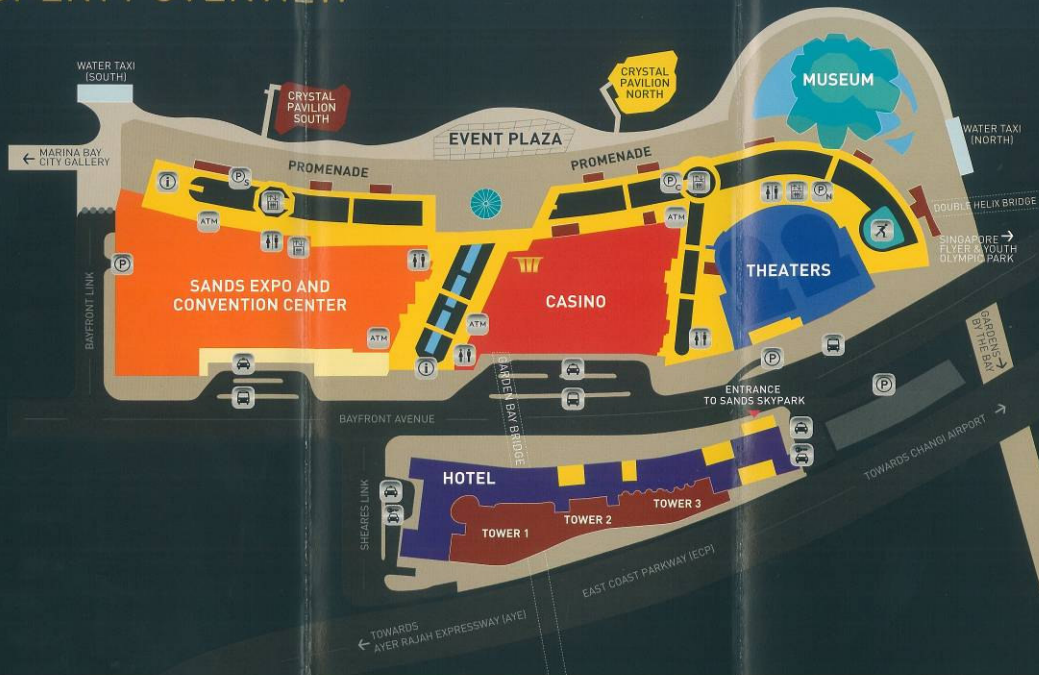 PROPERTY OVERVIEW
WATER TAXI
(SOUTH)
CRYSTAL
PAVILION
SOUTH
CRYSTAL
PAVILION
NORTH
MUSEUM
← MARINA BAY
CITY GALLERY
PROMENADE
EVENT PLAZA
PROMENADE
WATER TAXI
(NORTH)
i
P S
P C
P N
ATM
ATM
DOUBLE HELIX BRIDGE
SINGAPORE →
FLYER & YOUTH
OLYMPIC PARK
P
BAYFRONT LINK
SANDS EXPO AND
CONVENTION CENTER
CASINO
THEATERS
ATM
ATM
i
GARDENS →
BY THE BAY
P
P
GARDEN BAY BRIDGE
ENTRANCE
TO SANDS SKYPARK
BAYFRONT AVENUE
HOTEL
TOWARDS CHANGI AIRPORT →
SHEARES LINK
TOWER 1
TOWER 2
TOWER 3
EAST COAST PARKWAY (ECP)
← TOWARDS
AYER RAJAH EXPRESSWAY (AYE)